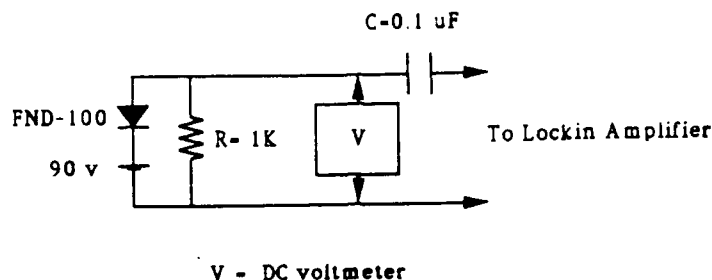 C=0.1 uF
FND-100
R= 1K
V
To Lockin Amplifier
90 v
V = DC voltmeter